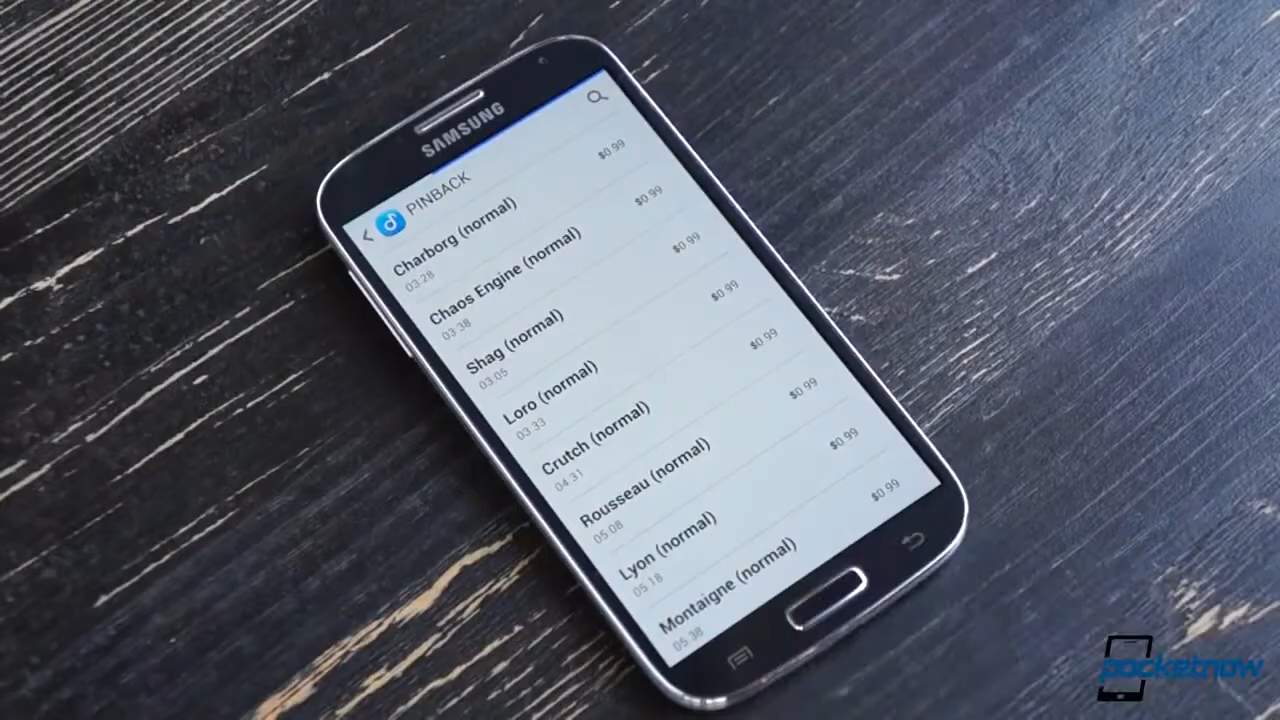 SAMSUNG
PINBACK
Charborg (normal)
03:28
$0.99
Chaos Engine (normal)
03:38
$0.99
Shag (normal)
03:05
$0.99
Loro (normal)
03:33
$0.99
Crutch (normal)
04:31
$0.99
Rousseau (normal)
05:08
$0.99
Lyon (normal)
05:18
$0.99
Montaigne (normal)
05:38
$0.99
pocketnow